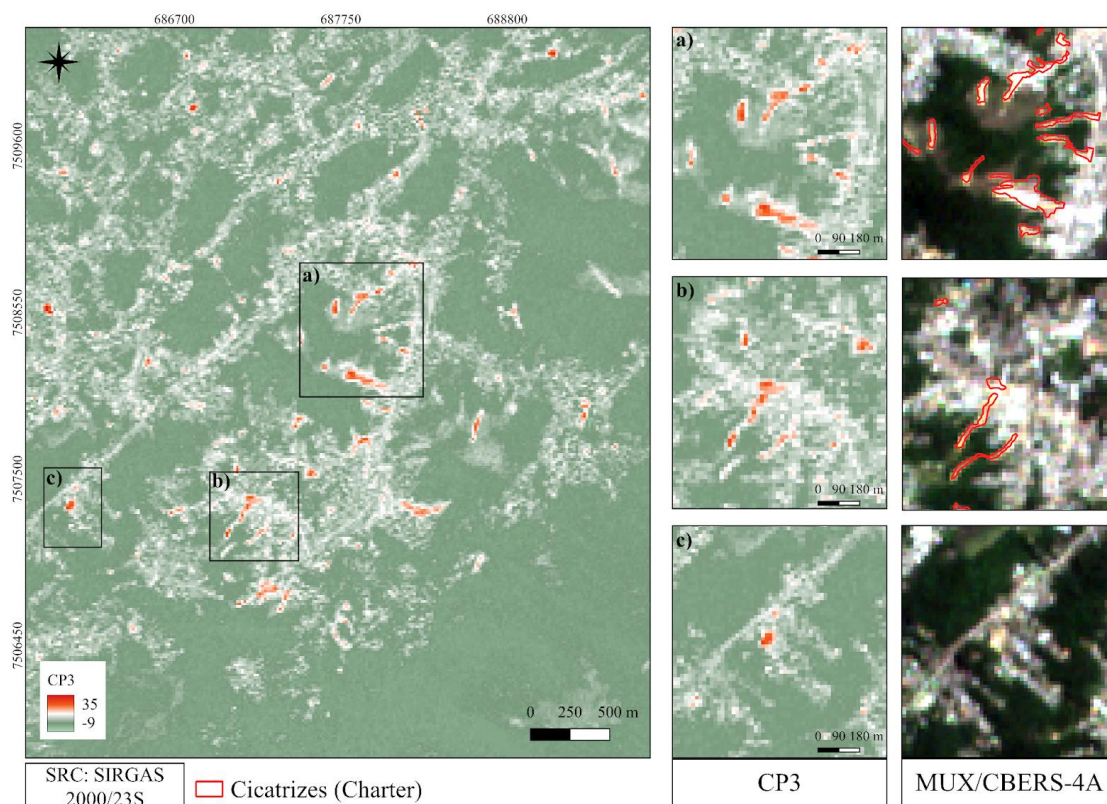 686700 687750 688800
7509600
7508550
7507500
7506450
a)
b)
c)
CP3
35
-9
0 250 500 m
a)
0 90 180 m
b)
0 90 180 m
c)
0 90 180 m
SRC: SIRGAS
2000/23S
Cicatrizes (Charter)
CP3
MUX/CBERS-4A